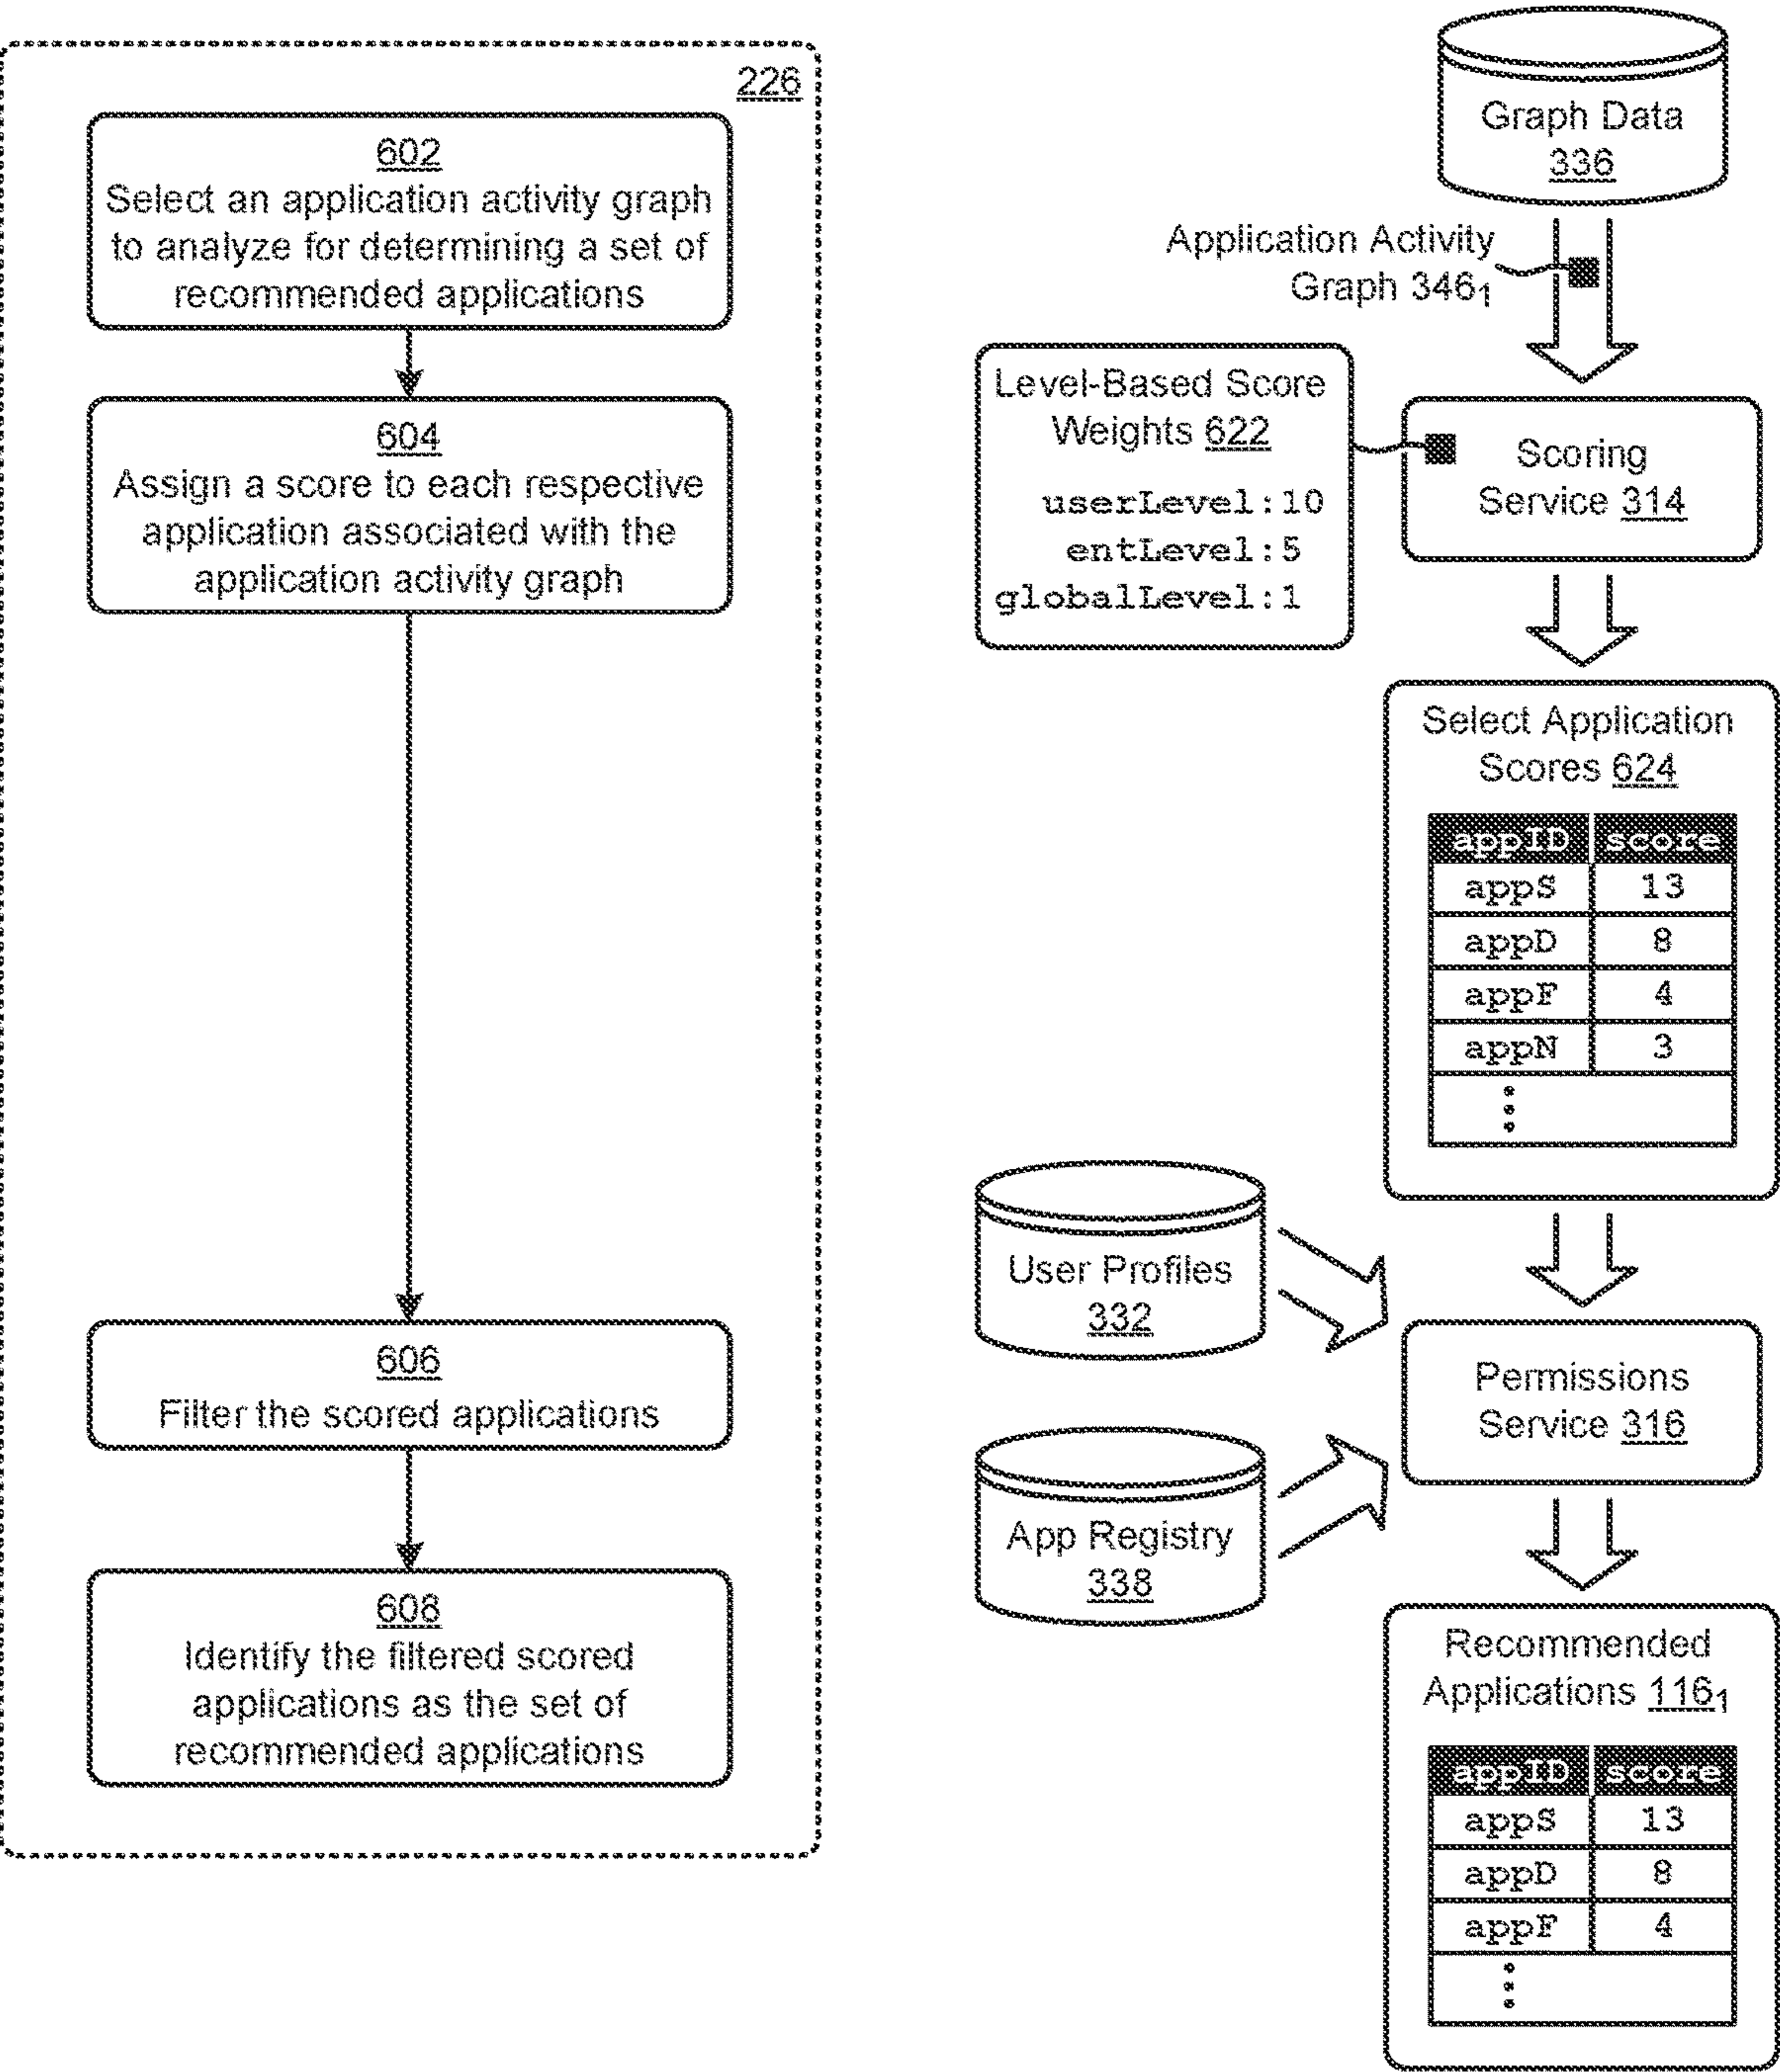 226
602
Select an application activity graph
to analyze for determining a set of
recommended applications
604
Assign a score to each respective
application associated with the
application activity graph
606
Filter the scored applications
608
Identify the filtered scored
applications as the set of
recommended applications
Graph Data
336
Application Activity
Graph 346₁
Level-Based Score
Weights 622
userLevel:10
entLevel:5
globalLevel:1
Scoring
Service 314
Select Application
Scores 624
appID score
appS 13
appD 8
appF 4
appN 3
User Profiles
332
Permissions
Service 316
App Registry
338
Recommended
Applications 116₁
appID score
appS 13
appD 8
appF 4